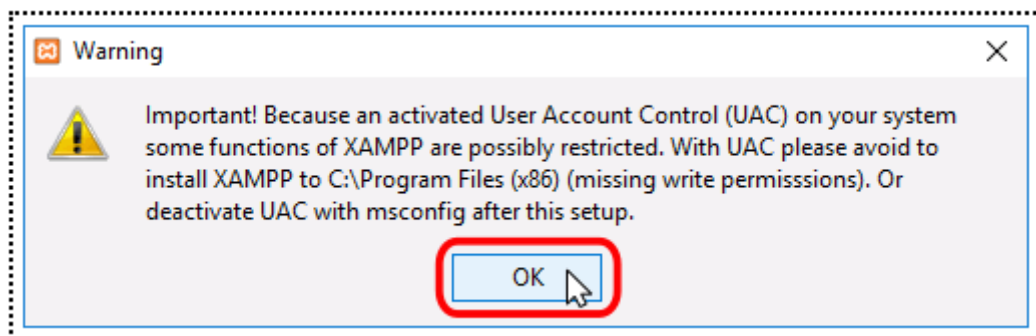 Warning
Important! Because an activated User Account Control (UAC) on your system
some functions of XAMPP are possibly restricted. With UAC please avoid to
install XAMPP to C:\Program Files (x86) (missing write permisssions). Or
deactivate UAC with msconfig after this setup.
OK